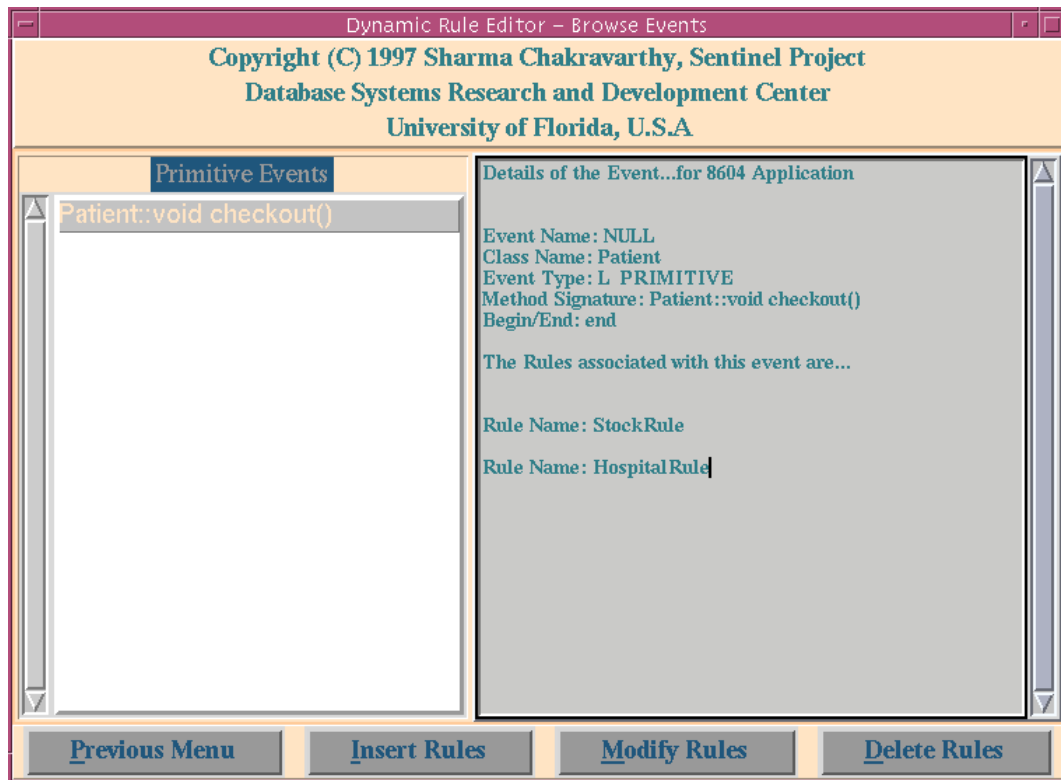 Dynamic Rule Editor – Browse Events
Copyright (C) 1997 Sharma Chakravarthy, Sentinel Project
Database Systems Research and Development Center
University of Florida, U.S.A
Primitive Events
Patient::void checkout()
Details of the Event...for 8604 Application
Event Name: NULL
Class Name: Patient
Event Type: L PRIMITIVE
Method Signature: Patient::void checkout()
Begin/End: end
The Rules associated with this event are...
Rule Name: StockRule
Rule Name: HospitalRule
Previous Menu
Insert Rules
Modify Rules
Delete Rules